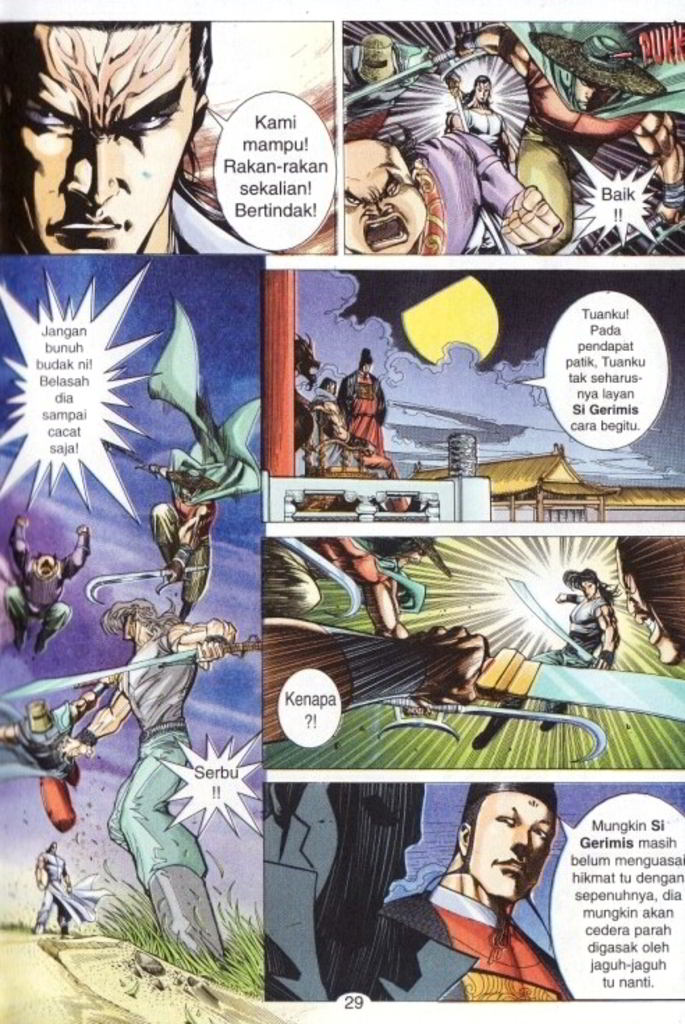 Kami
mampu!
Rakan-rakan
sekalian!
Bertindak!
Baik
!!
Jangan
bunuh
budak ni!
Belasah
dia
sampai
cacat
saja!
Serbu
!!
Tuanku!
Pada
pendapat
patik, Tuanku
tak seharus-
nya layan
Si Gerimis
cara begitu.
Kenapa
?!
Mungkin Si
Gerimis masih
belum menguasai
hikmat tu dengan
sepenuhnya, dia
mungkin akan
cedera parah
digasak oleh
jaguh-jaguh
tu nanti.
29